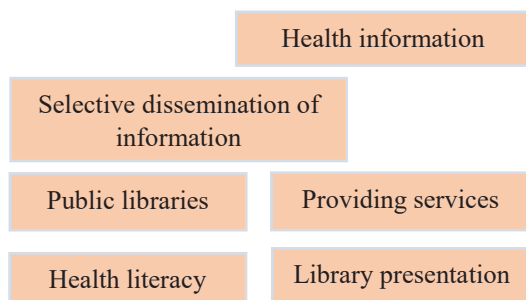 Health information
Selective dissemination of
information
Public libraries
Providing services
Health literacy
Library presentation